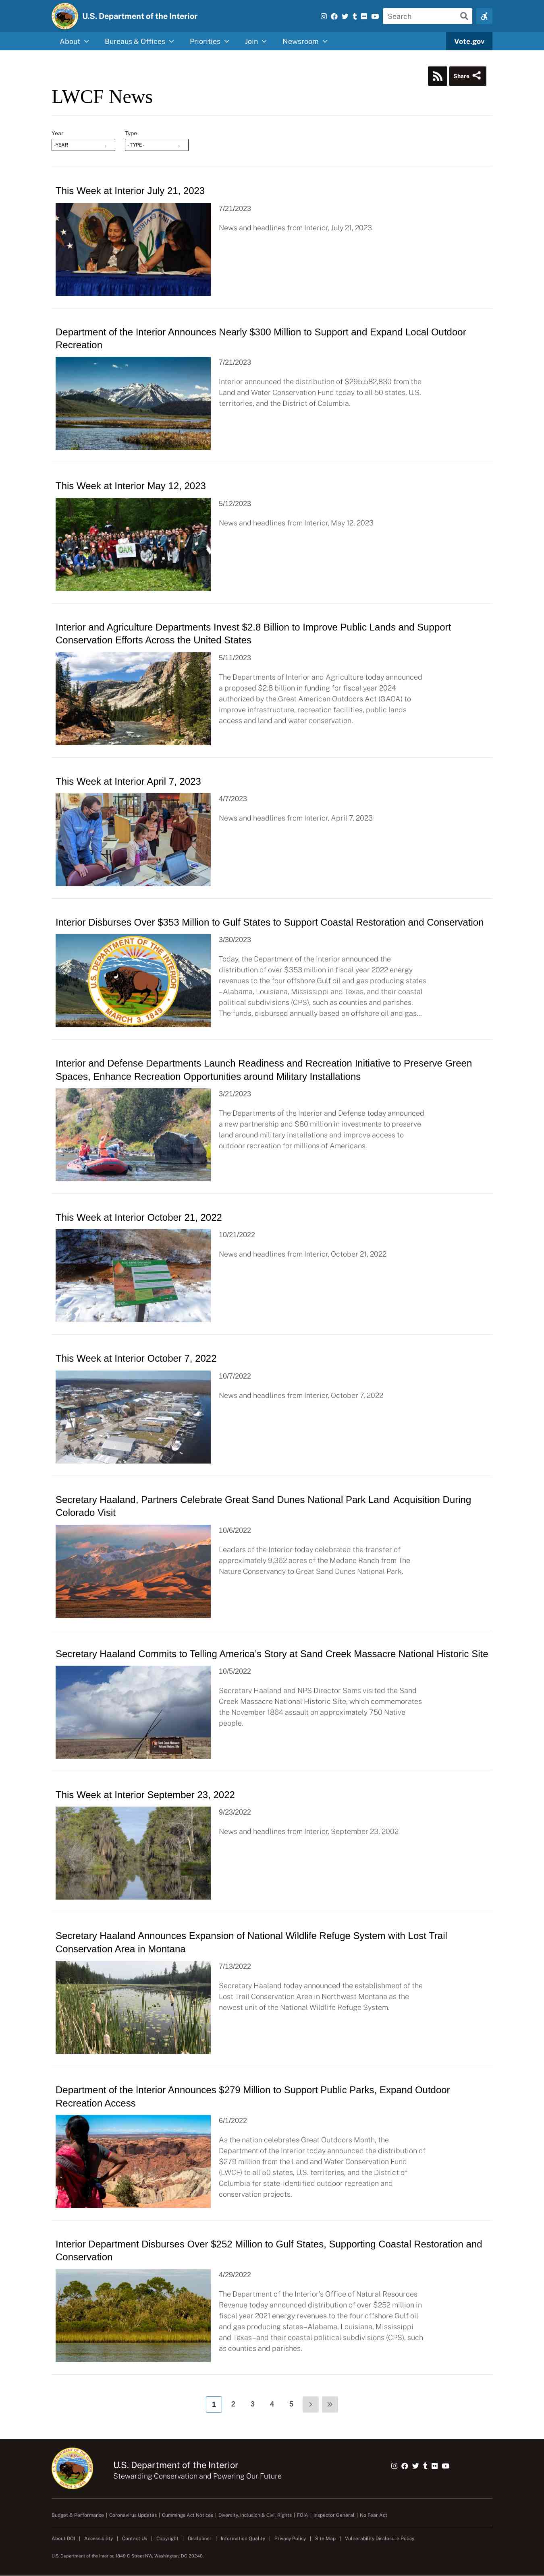 U.S. Department of the Interior
Search
About
Bureaus & Offices
Priorities
Join
Newsroom
Vote.gov
Share
LWCF News
Year
Type
-YEAR
- TYPE -
This Week at Interior July 21, 2023
7/21/2023
News and headlines from Interior, July 21, 2023
Department of the Interior Announces Nearly $300 Million to Support and Expand Local Outdoor
Recreation
7/21/2023
Interior announced the distribution of $295,582,830 from the
Land and Water Conservation Fund today to all 50 states, U.S.
territories, and the District of Columbia.
This Week at Interior May 12, 2023
5/12/2023
News and headlines from Interior, May 12, 2023
Interior and Agriculture Departments Invest $2.8 Billion to Improve Public Lands and Support
Conservation Efforts Across the United States
5/11/2023
The Departments of Interior and Agriculture today announced
a proposed $2.8 billion in funding for fiscal year 2024
authorized by the Great American Outdoors Act (GAOA) to
improve infrastructure, recreation facilities, public lands
access and land and water conservation.
This Week at Interior April 7, 2023
4/7/2023
News and headlines from Interior, April 7, 2023
Interior Disburses Over $353 Million to Gulf States to Support Coastal Restoration and Conservation
U.S. DEPARTMENT OF THE INTERIOR
MARCH 3, 1849
3/30/2023
Today, the Department of the Interior announced the
distribution of over $353 million in fiscal year 2022 energy
revenues to the four offshore Gulf oil and gas producing states
–Alabama, Louisiana, Mississippi and Texas, and their coastal
political subdivisions (CPS), such as counties and parishes.
The funds, disbursed annually based on offshore oil and gas...
Interior and Defense Departments Launch Readiness and Recreation Initiative to Preserve Green
Spaces, Enhance Recreation Opportunities around Military Installations
3/21/2023
The Departments of the Interior and Defense today announced
a new partnership and $80 million in investments to preserve
land around military installations and improve access to
outdoor recreation for millions of Americans.
This Week at Interior October 21, 2022
10/21/2022
News and headlines from Interior, October 21, 2022
This Week at Interior October 7, 2022
10/7/2022
News and headlines from Interior, October 7, 2022
Secretary Haaland, Partners Celebrate Great Sand Dunes National Park Land Acquisition During
Colorado Visit
10/6/2022
Leaders of the Interior today celebrated the transfer of
approximately 9,362 acres of the Medano Ranch from The
Nature Conservancy to Great Sand Dunes National Park.
Secretary Haaland Commits to Telling America's Story at Sand Creek Massacre National Historic Site
10/5/2022
Secretary Haaland and NPS Director Sams visited the Sand
Creek Massacre National Historic Site, which commemorates
the November 1864 assault on approximately 750 Native
people.
This Week at Interior September 23, 2022
9/23/2022
News and headlines from Interior, September 23, 2002
Secretary Haaland Announces Expansion of National Wildlife Refuge System with Lost Trail
Conservation Area in Montana
7/13/2022
Secretary Haaland today announced the establishment of the
Lost Trail Conservation Area in Northwest Montana as the
newest unit of the National Wildlife Refuge System.
Department of the Interior Announces $279 Million to Support Public Parks, Expand Outdoor
Recreation Access
6/1/2022
As the nation celebrates Great Outdoors Month, the
Department of the Interior today announced the distribution of
$279 million from the Land and Water Conservation Fund
(LWCF) to all 50 states, U.S. territories, and the District of
Columbia for state-identified outdoor recreation and
conservation projects.
Interior Department Disburses Over $252 Million to Gulf States, Supporting Coastal Restoration and
Conservation
4/29/2022
The Department of the Interior's Office of Natural Resources
Revenue today announced distribution of over $252 million in
fiscal year 2021 energy revenues to the four offshore Gulf oil
and gas producing states–Alabama, Louisiana, Mississippi
and Texas–and their coastal political subdivisions (CPS), such
as counties and parishes.
1 2 3 4 5 › »
U.S. Department of the Interior
Stewarding Conservation and Powering Our Future
Budget & Performance | Coronavirus Updates | Cummings Act Notices | Diversity, Inclusion & Civil Rights | FOIA | Inspector General | No Fear Act
About DOI | Accessibility | Contact Us | Copyright | Disclaimer | Information Quality | Privacy Policy | Site Map | Vulnerability Disclosure Policy
U.S. Department of the Interior, 1849 C Street NW, Washington, DC 20240.